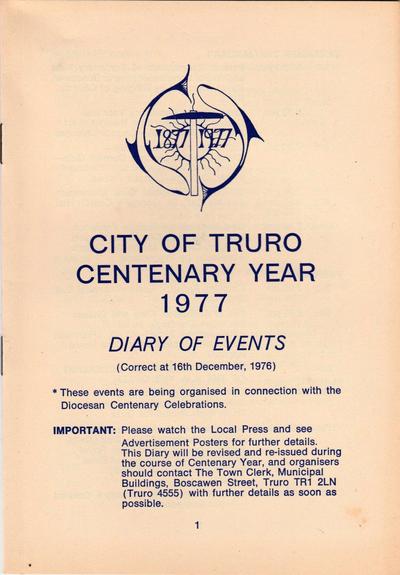 1877 1977
CITY OF TRURO
CENTENARY YEAR
1977
DIARY OF EVENTS
(Correct at 16th December, 1976)
* These events are being organised in connection with the
Diocesan Centenary Celebrations.
IMPORTANT: Please watch the Local Press and see
Advertisement Posters for further details.
This Diary will be revised and re-issued during
the course of Centenary Year, and organisers
should contact The Town Clerk, Municipal
Buildings, Boscawen Street, Truro TR1 2LN
(Truro 4555) with further details as soon as
possible.
1